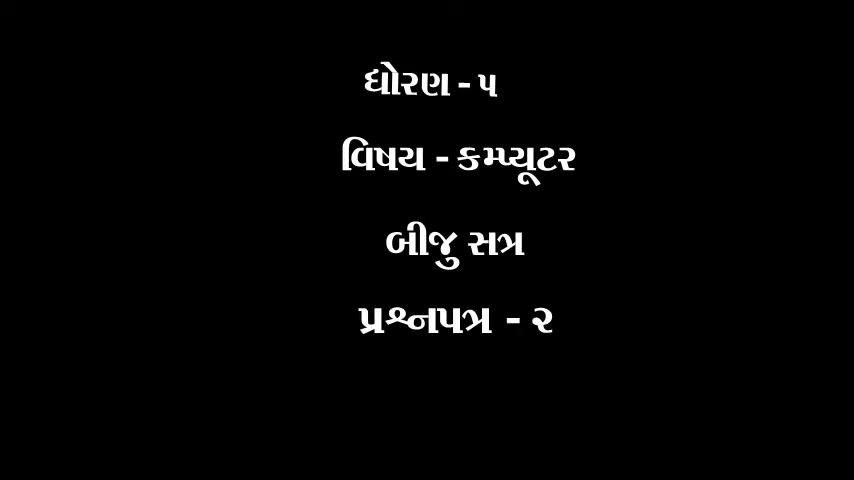 ધોરણ - ૫
વિષય - કમ્પ્યૂટર
બીજુ સત્ર
પ્રશ્નપત્ર - ૨